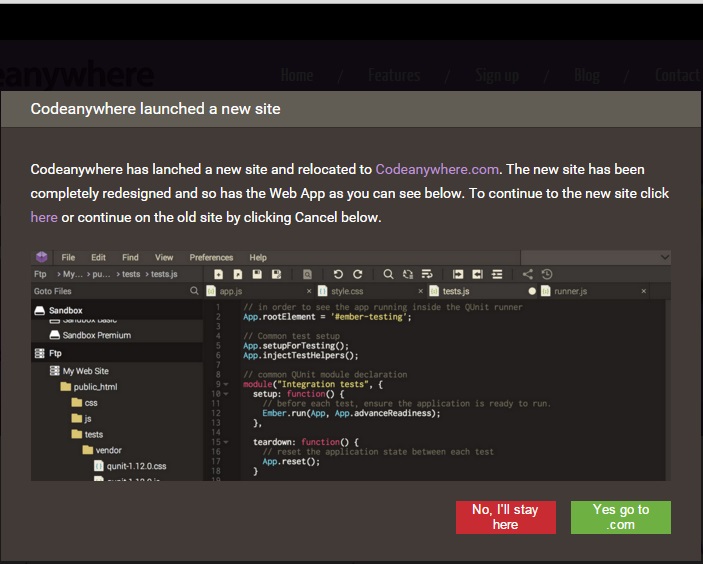 eanywhere
Home / Features / Sign up / Blog / Contact
Codeanywhere launched a new site
Codeanywhere has lanched a new site and relocated to Codeanywhere.com. The new site has been
completely redesigned and so has the Web App as you can see below. To continue to the new site click
here or continue on the old site by clicking Cancel below.
File Edit Find View Preferences Help
Ftp > My... > pu... > tests > tests.js
Goto Files
app.js × style.css × tests.js runner.js ×
Sandbox
Sandbox Basic
Sandbox Premium
Ftp
My Web Site
public_html
css
js
tests
vendor
qunit-1.12.0.css
1 // in order to see the app running inside the QUnit runner
2 App.rootElement = '#ember-testing';
3
4 // Common test setup
5 App.setupForTesting();
6 App.injectTestHelpers();
7
8 // common QUnit module declaration
9 module("Integration tests", {
10 setup: function() {
11 // before each test, ensure the application is ready to run.
12 Ember.run(App, App.advanceReadiness);
13 },
14
15 teardown: function() {
16 // reset the application state between each test
17 App.reset();
18 }
No, I'll stay
here
Yes go to
.com